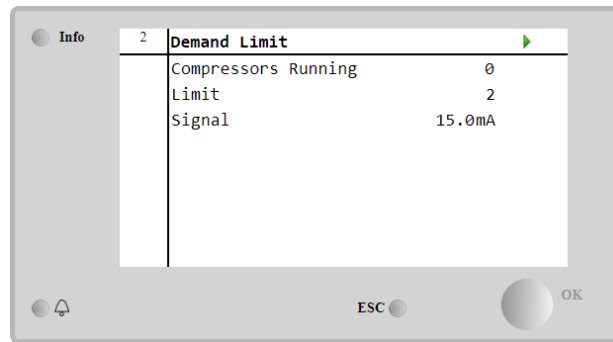 Info
2 Demand Limit
Compressors Running 0
Limit 2
Signal 15.0mA
ESC
OK